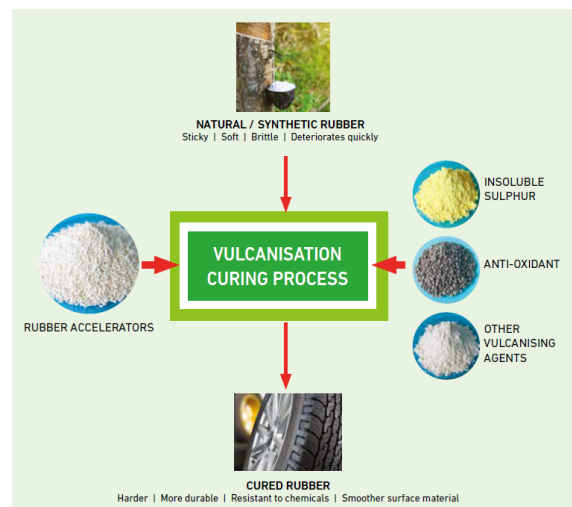 NATURAL / SYNTHETIC RUBBER
Sticky | Soft | Brittle | Deteriorates quickly
INSOLUBLE
SULPHUR
VULCANISATION
CURING PROCESS
ANTI-OXIDANT
RUBBER ACCELERATORS
OTHER
VULCANISING
AGENTS
CURED RUBBER
Harder | More durable | Resistant to chemicals | Smoother surface material